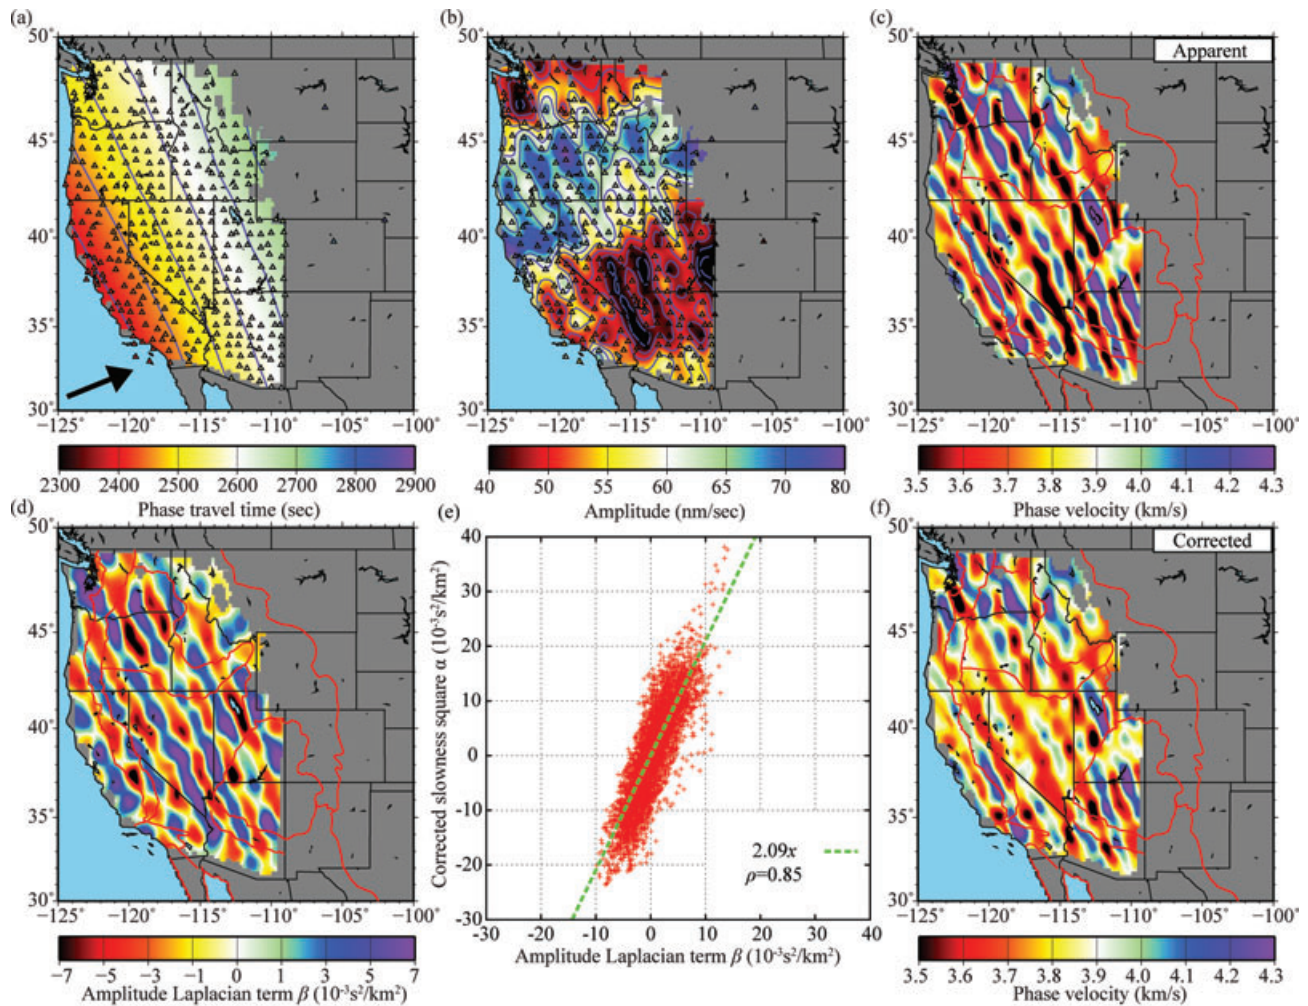 (a)
(b)
(c)
50°
45°
40°
35°
30°
−125° −120° −115° −110° −105° −100°
2300 2400 2500 2600 2700 2800 2900
Phase travel time (sec)
50°
45°
40°
35°
30°
−125° −120° −115° −110° −105° −100°
40 50 55 60 65 70 80
Amplitude (nm/sec)
Apparent
50°
45°
40°
35°
30°
−125° −120° −115° −110° −105° −100°
3.5 3.6 3.7 3.8 3.9 4.0 4.1 4.2 4.3
Phase velocity (km/s)
(d)
(e)
(f)
50°
45°
40°
35°
30°
−125° −120° −115° −110° −105° −100°
−7 −5 −3 −1 0 1 3 5 7
Amplitude Laplacian term β (10⁻³s²/km²)
Corrected slowness square α (10⁻³s²/km²)
40
30
20
10
0
-10
-20
-30
2.09x
ρ=0.85
-30 -20 -10 0 10 20 30 40
Amplitude Laplacian term β (10⁻³s²/km²)
Corrected
50°
45°
40°
35°
30°
−125° −120° −115° −110° −105° −100°
3.5 3.6 3.7 3.8 3.9 4.0 4.1 4.2 4.3
Phase velocity (km/s)